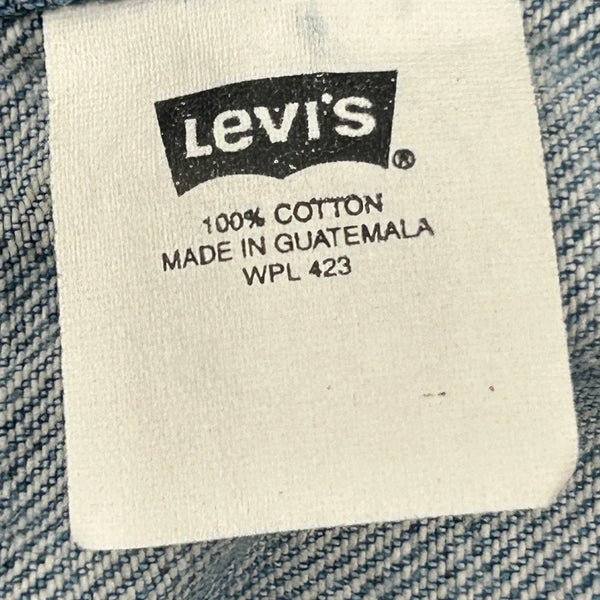 Levi's ®
100% COTTON
MADE IN GUATEMALA
WPL 423